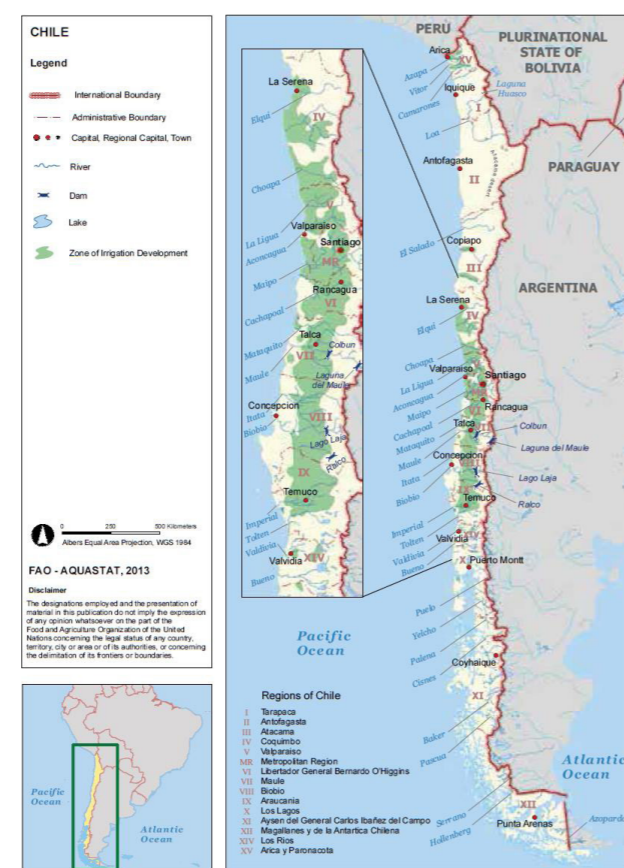 CHILE
Legend
International Boundary
Administrative Boundary
Capital, Regional Capital, Town
River
Dam
Lake
Zone of Irrigation Development
0 250 500 Kilometers
Albers Equal Area Projection, WGS 1984
FAO - AQUASTAT, 2013
Disclaimer
The designations employed and the presentation of
material in this publication do not imply the expression
of any opinion whatsoever on the part of the
Food and Agriculture Organization of the United
Nations concerning the legal status of any country,
territory, city or area or of its authorities, or concerning
the delimitation of its frontiers or boundaries.
Pacific
Ocean
Atlantic
Ocean
La Serena
Elqui
IV
Choapa
V
La Ligua
Valparaiso
Aconcagua
Santiago
MR
Maipo
Rancagua
Cachapoal
VI
Talca
Mataquito
Colbun
VII
Maule
Laguna
del Maule
Concepcion
Itata
VIII
Biobio
Lago Laja
Ralco
IX
Temuco
Imperial
Tolten
Valdivia
Valvidia
XIV
Bueno
PERU
PLURINATIONAL
STATE OF
BOLIVIA
PARAGUAY
ARGENTINA
Arica
XV
Azapa
Vitor
Camarones
Iquique
Laguna
Huasco
I
Loa
Antofagasta
II
El Salado
Copiapo
III
La Serena
Elqui
IV
Choapa
Valparaiso
La Ligua
Santiago
Aconcagua
Maipo
Rancagua
Cachapoal
VI
Talca
VII
Colbun
Mataquito
Laguna del Maule
Maule
Concepcion
VIII
Lago Laja
Itata
Biobio
Ralco
IX
Temuco
Imperial
Tolten
Valvidia
XIV
Valdivia
Bueno
X
Puerto Montt
Puelo
Yelcho
Palena
Coyhaique
Cisnes
XI
Baker
Pascua
Serrano
XII
Hollenberg
Punta Arenas
Azopardo
Pacific
Ocean
Atlantic
Ocean
Regions of Chile
I Tarapaca
II Antofagasta
III Atacama
IV Coquimbo
V Valparaiso
MR Metropolitan Region
VI Libertador General Bernardo O'Higgins
VII Maule
VIII Biobio
IX Araucania
X Los Lagos
XI Aysen del General Carlos Ibañez del Campo
XII Magallanes y de la Antartica Chilena
XIV Los Rios
XV Arica y Paronacota